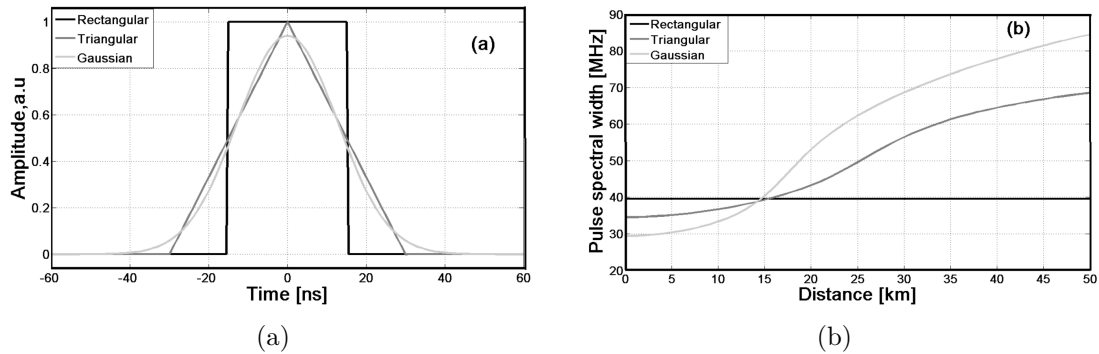 Rectangular
Triangular
Gaussian
(a)
1
0.8
0.6
0.4
0.2
0
Amplitude,a.u
-60
-40
-20
0
20
40
60
Time [ns]
(a)
Rectangular
Triangular
Gaussian
(b)
90
80
70
60
50
40
30
20
Pulse spectral width [MHz]
0
5
10
15
20
25
30
35
40
45
50
Distance [km]
(b)